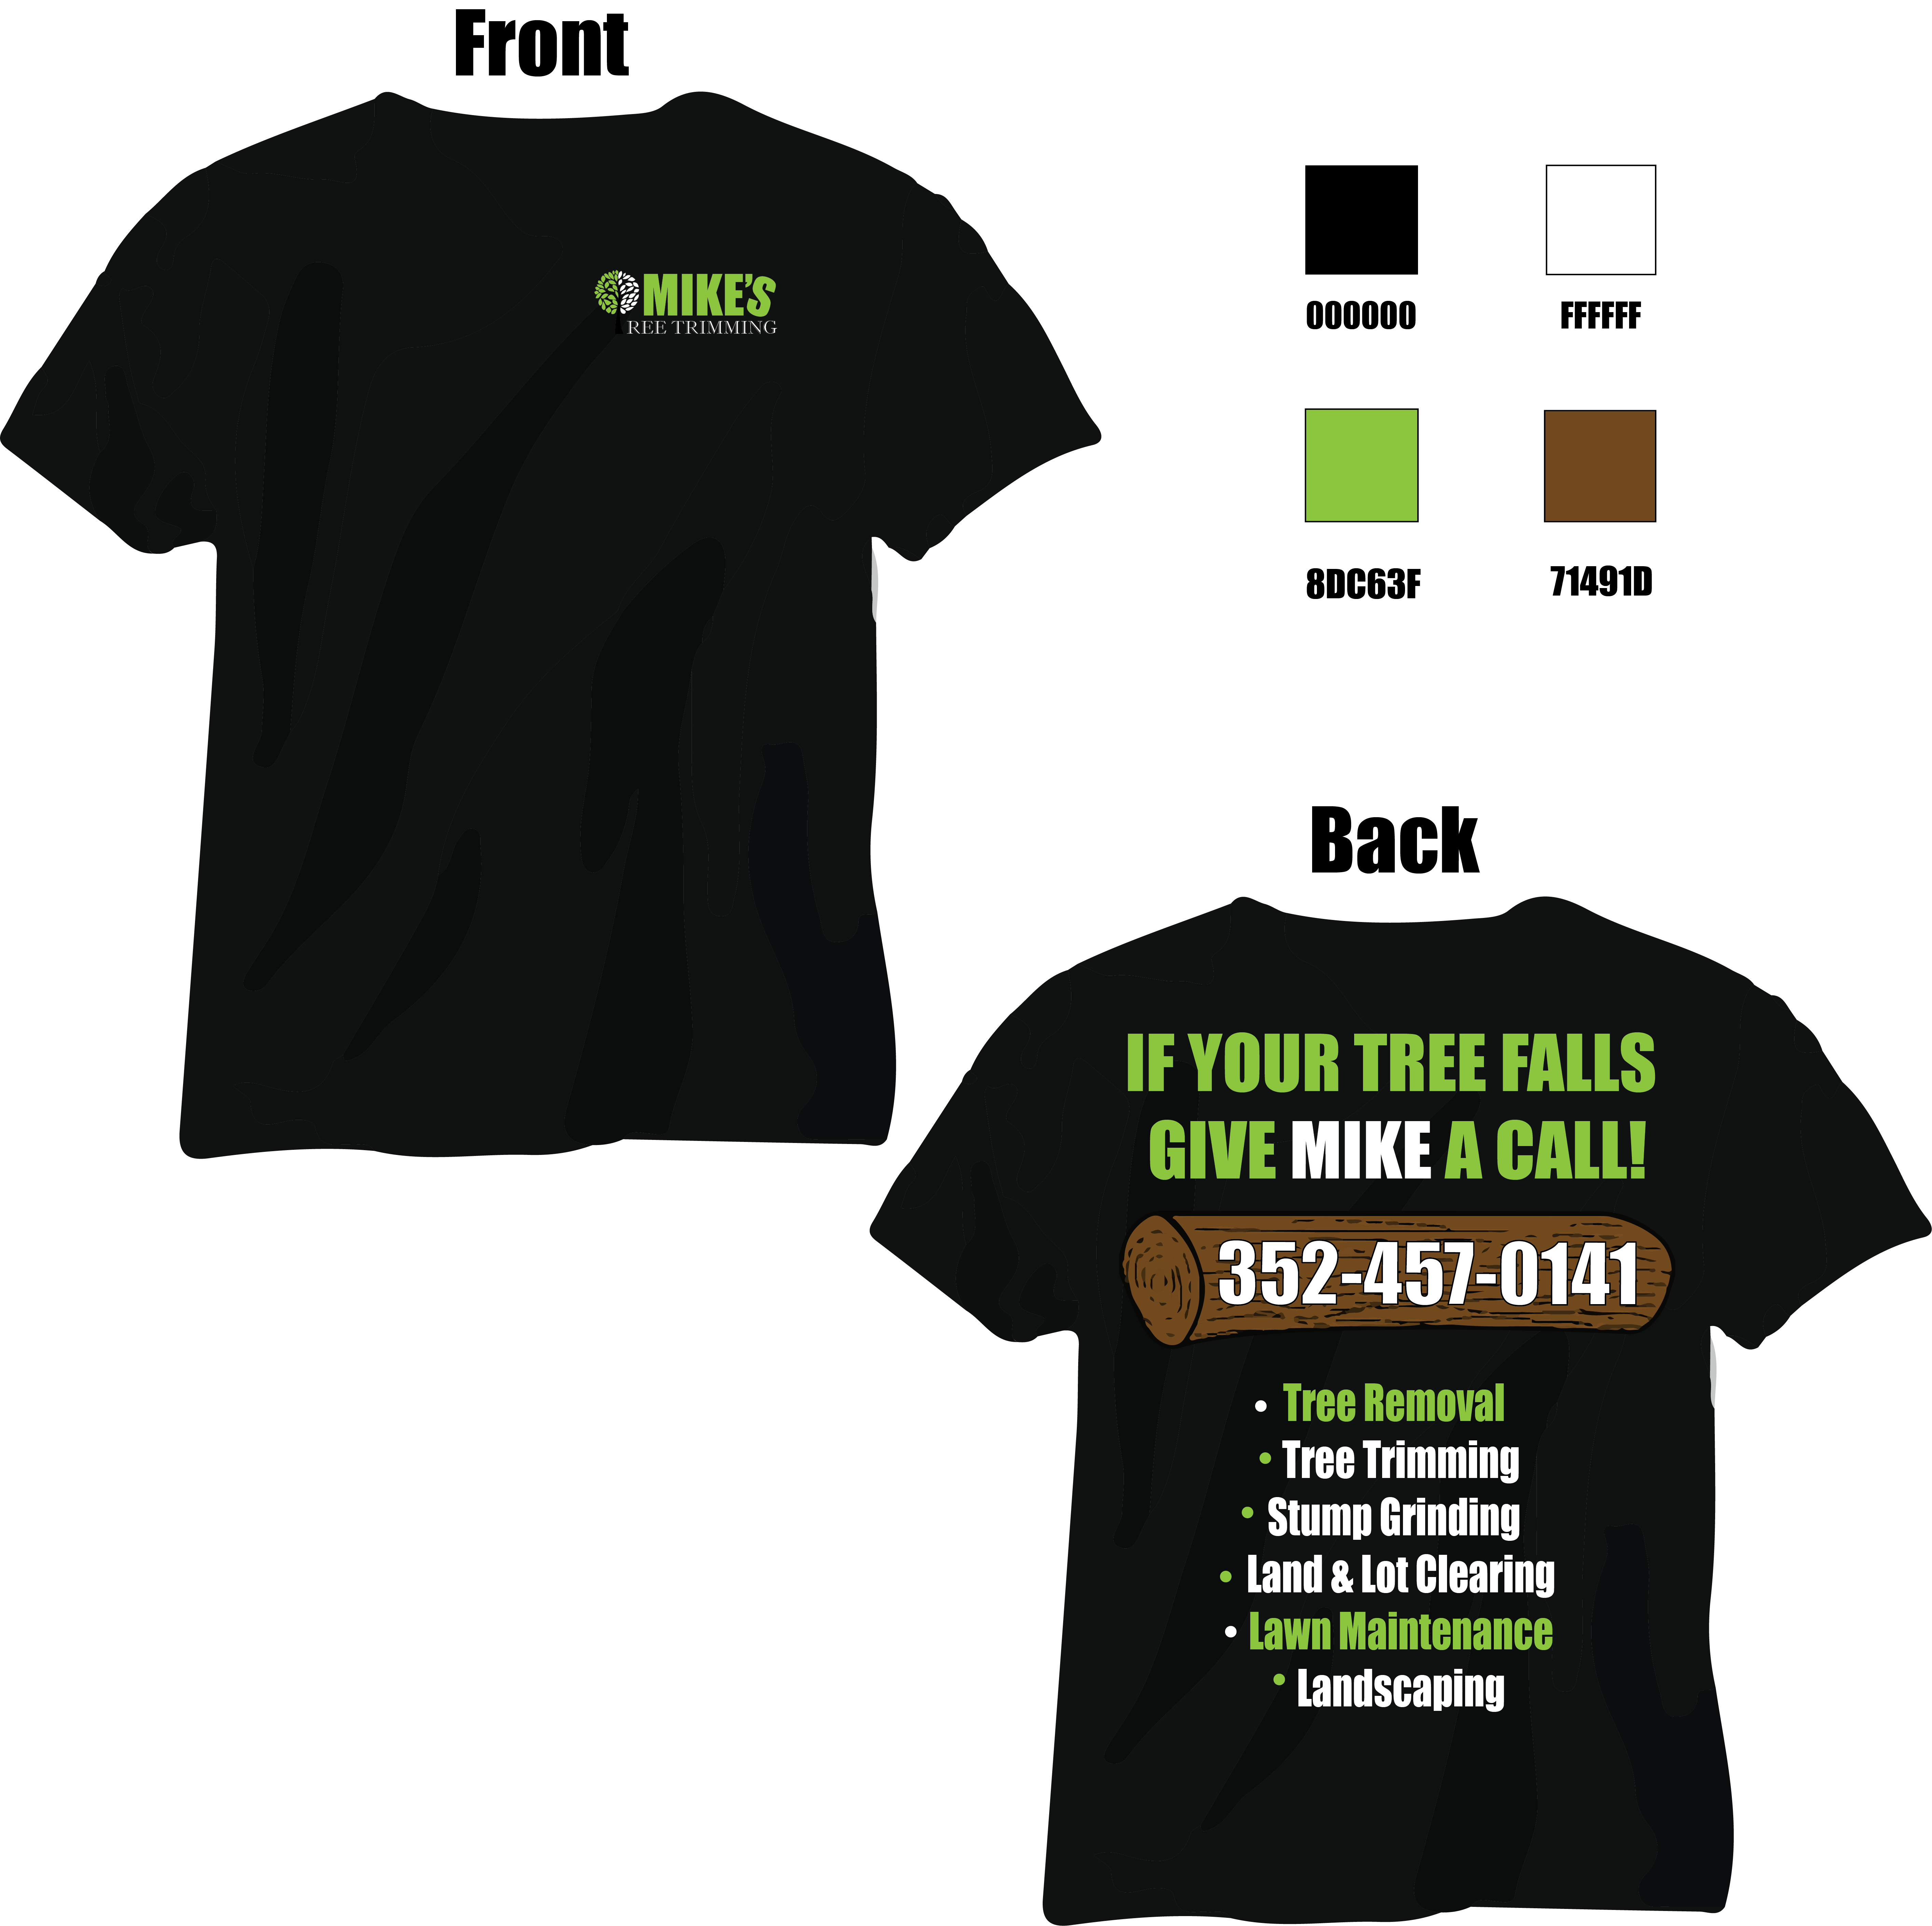 Front
MIKE'S
REE TRIMMING
000000
FFFFFF
8DC63F
71491D
Back
IF YOUR TREE FALLS
GIVE MIKE A CALL!
352-457-0141
• Tree Removal
• Tree Trimming
• Stump Grinding
• Land & Lot Clearing
• Lawn Maintenance
• Landscaping